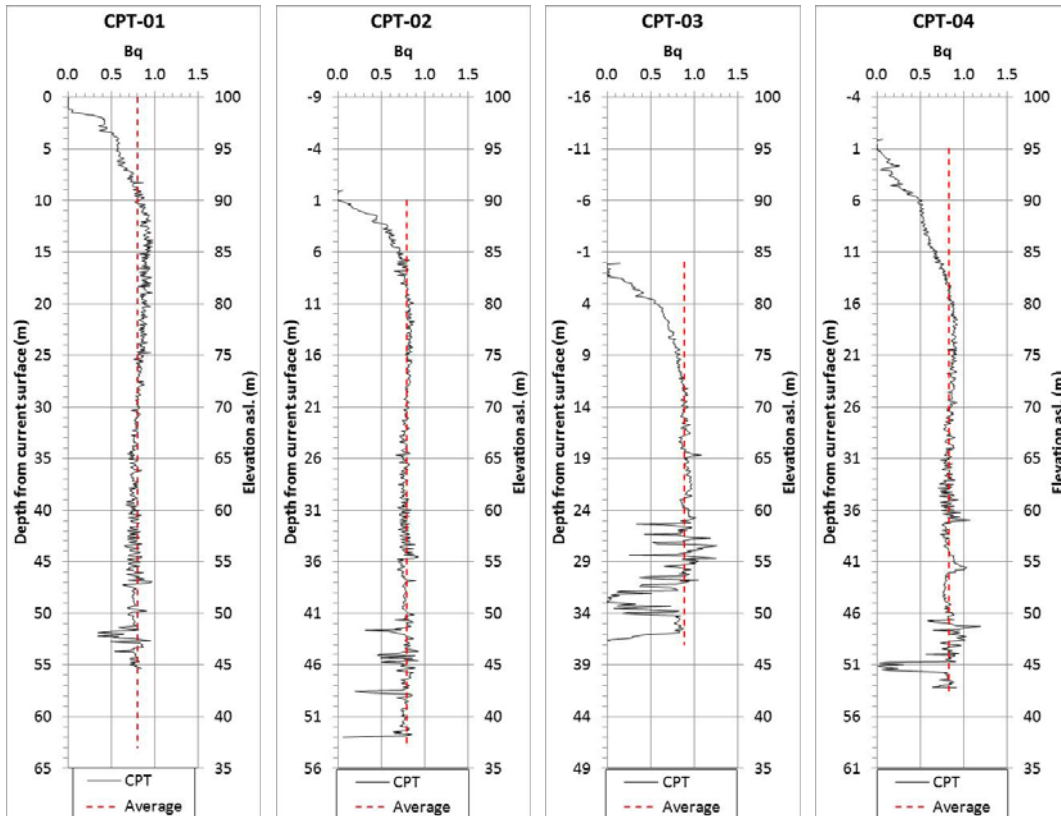 CPT-01
Bq
0.0 0.5 1.0 1.5
0 100
5 95
10 90
15 85
20 80
25 75
30 70
35 65
40 60
45 55
50 50
55 45
60 40
65 35
Depth from current surface (m)
Elevation asl. (m)
CPT
Average
CPT-02
Bq
0.0 0.5 1.0 1.5
-9 100
-4 95
1 90
6 85
11 80
16 75
21 70
26 65
31 60
36 55
41 50
46 45
51 40
56 35
Depth from current surface (m)
Elevation asl. (m)
CPT
Average
CPT-03
Bq
0.0 0.5 1.0 1.5
-16 100
-11 95
-6 90
-1 85
4 80
9 75
14 70
19 65
24 60
29 55
34 50
39 45
44 40
49 35
Depth from current surface (m)
Elevation asl. (m)
CPT
Average
CPT-04
Bq
0.0 0.5 1.0 1.5
-4 100
1 95
6 90
11 85
16 80
21 75
26 70
31 65
36 60
41 55
46 50
51 45
56 40
61 35
Depth from current surface (m)
Elevation asl. (m)
CPT
Average